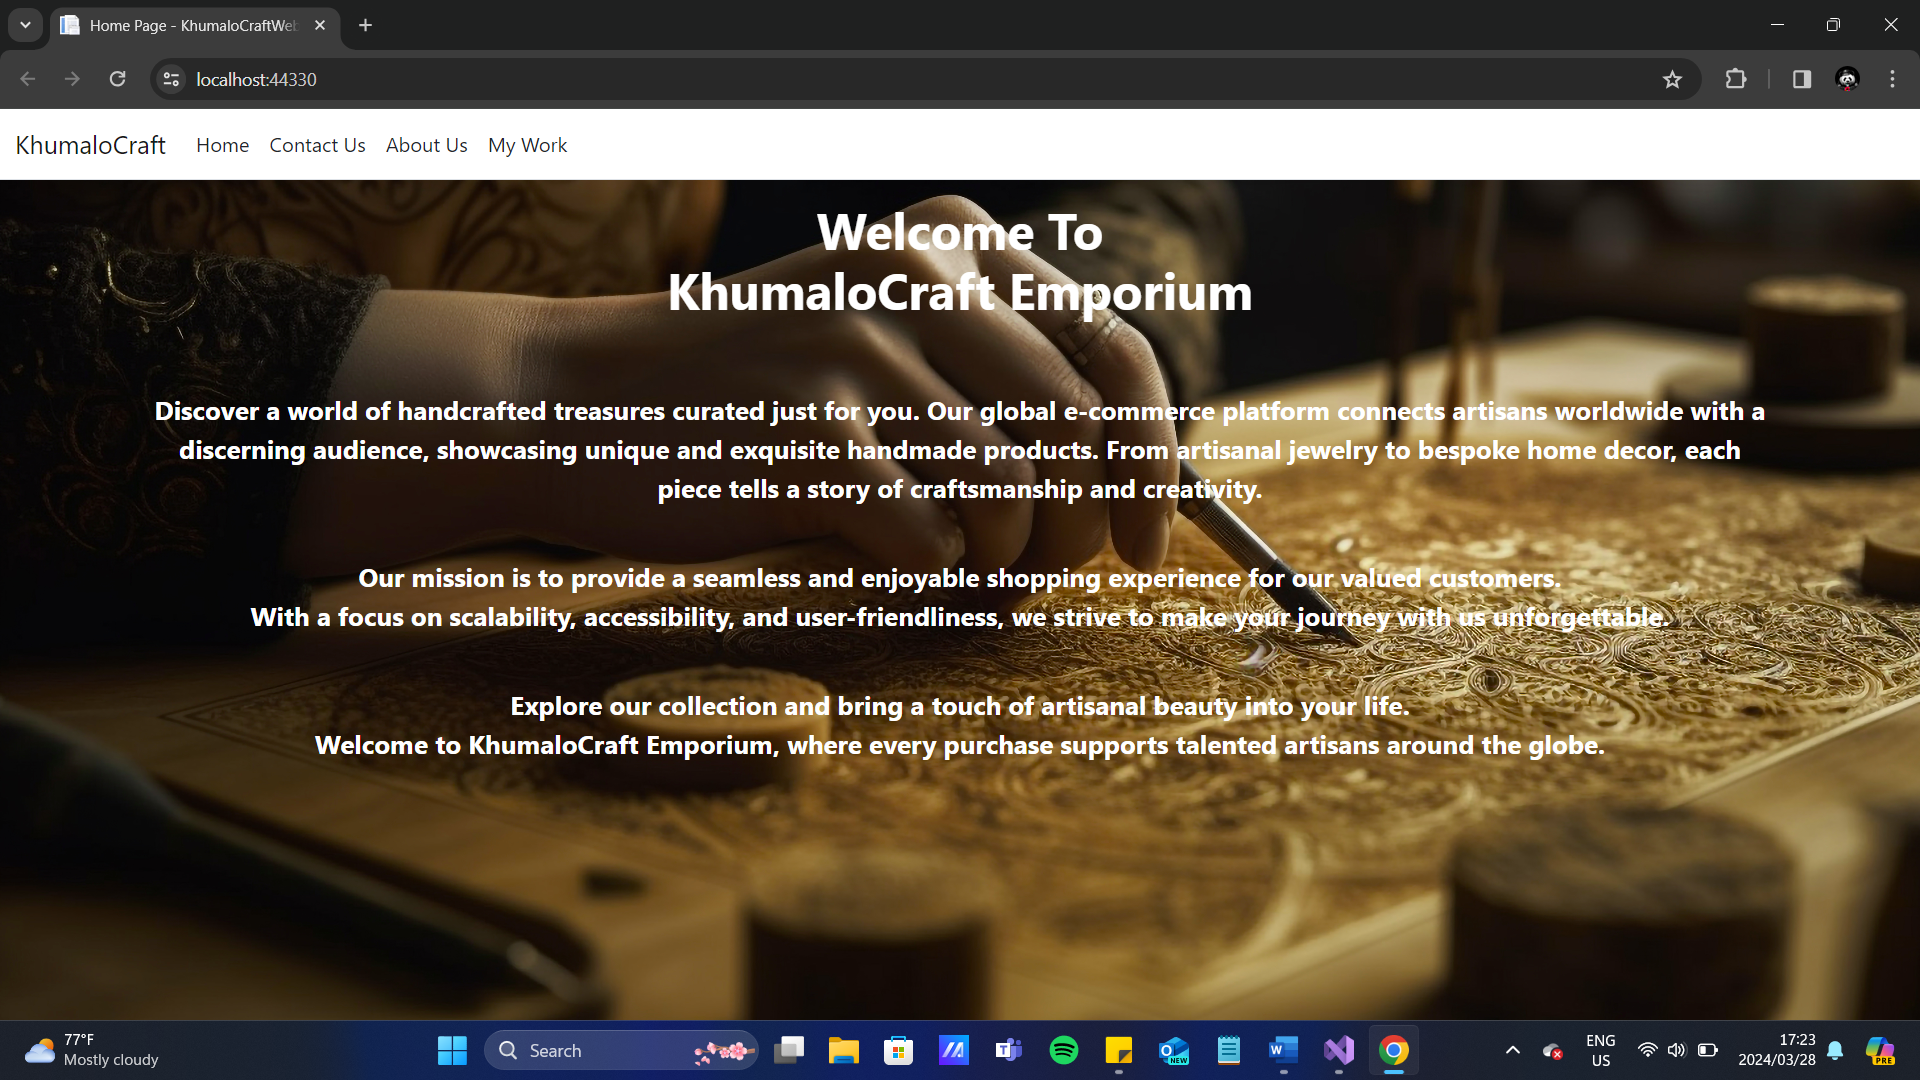 Home Page - KhumaloCraftWeb
localhost:44330
KhumaloCraft Home Contact Us About Us My Work
Welcome To
KhumaloCraft Emporium
Discover a world of handcrafted treasures curated just for you. Our global e-commerce platform connects artisans worldwide with a
discerning audience, showcasing unique and exquisite handmade products. From artisanal jewelry to bespoke home decor, each
piece tells a story of craftsmanship and creativity.
Our mission is to provide a seamless and enjoyable shopping experience for our valued customers.
With a focus on scalability, accessibility, and user-friendliness, we strive to make your journey with us unforgettable.
Explore our collection and bring a touch of artisanal beauty into your life.
Welcome to KhumaloCraft Emporium, where every purchase supports talented artisans around the globe.
77°F
Mostly cloudy
Search
NEW
ENG
US
17:23
2024/03/28
PRE